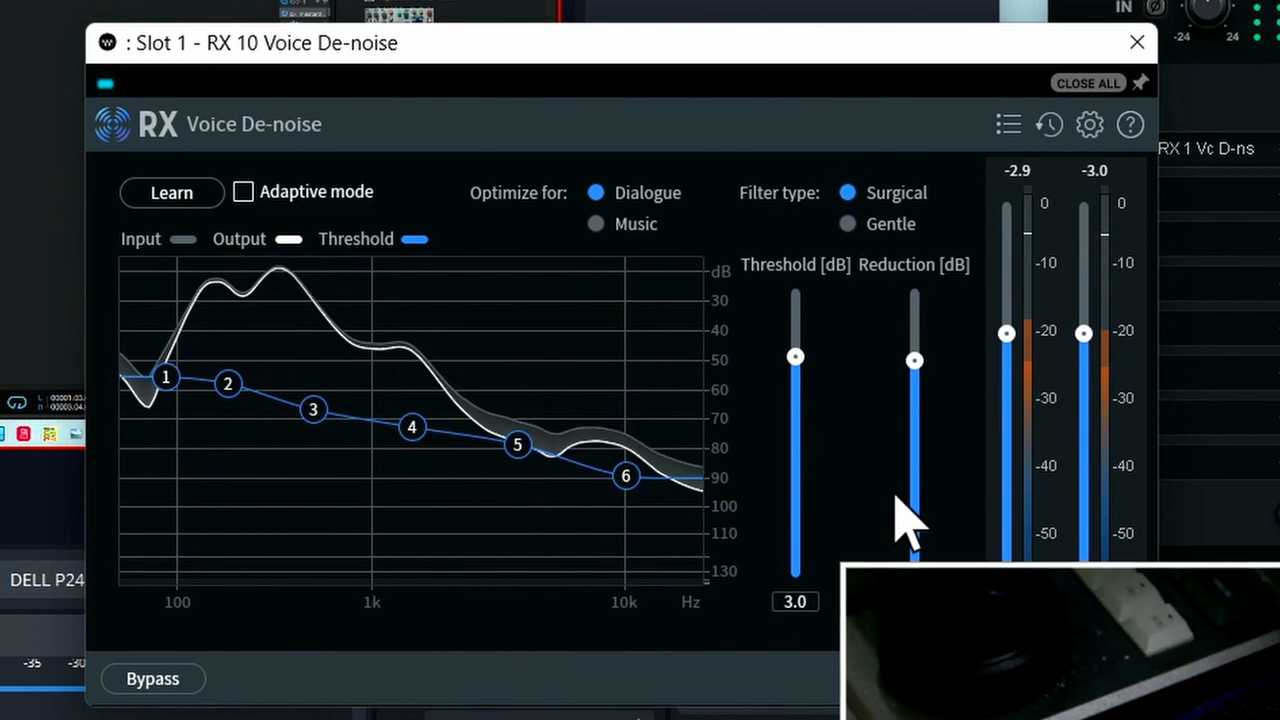 IN
-24 24
: Slot 1 - RX 10 Voice De-noise
CLOSE ALL
RX Voice De-noise
RX 1 Vc D-ns
Learn
Adaptive mode
Optimize for:
Dialogue
Music
Filter type:
Surgical
Gentle
Input
Output
Threshold
Threshold [dB]
Reduction [dB]
-2.9
-3.0
0
-10
-20
-30
-40
-50
0
-10
-20
-30
-40
-50
dB
30
40
50
60
70
80
90
100
110
130
1
2
3
4
5
6
100
1k
10k
Hz
3.0
DELL P24
-35 -30
Bypass